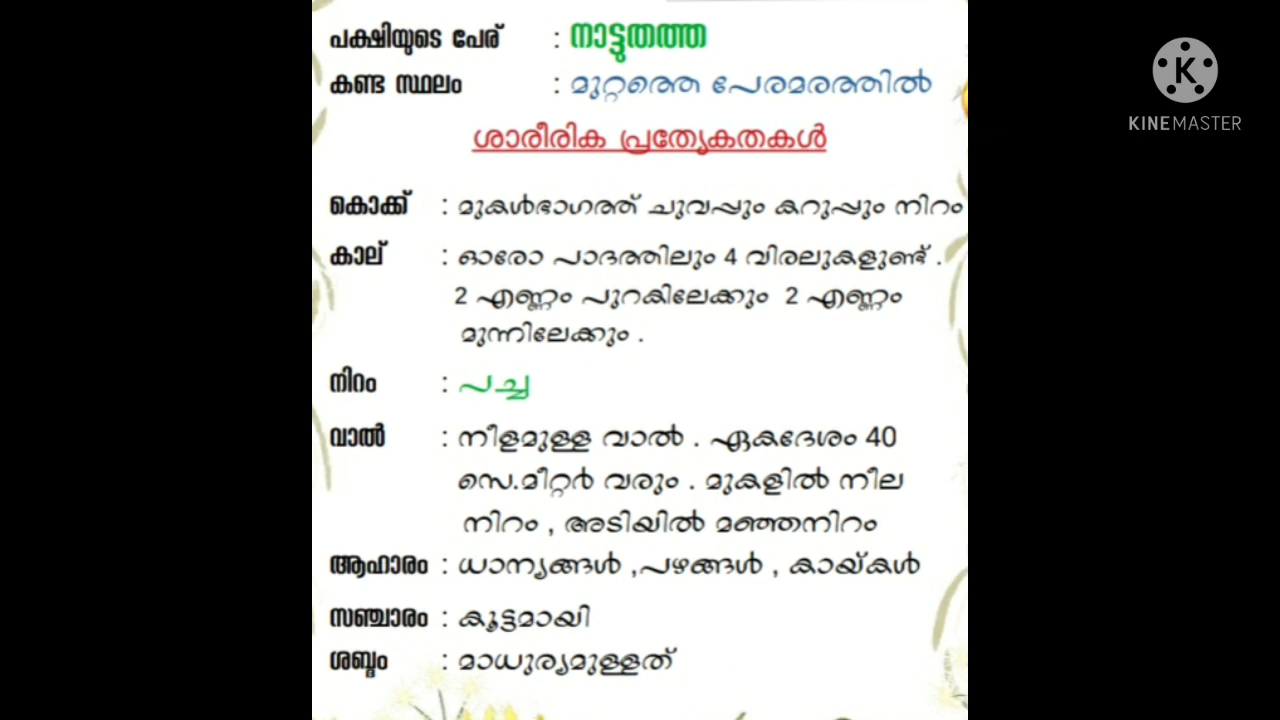 പക്ഷിയുടെ പേര് : നാട്ടുതത്ത
കണ്ട സ്ഥലം : മുറ്റത്തെ പേരമരത്തിൽ
ശാരീരിക പ്രത്യേകതകൾ
കൊക്ക് : മുകൾഭാഗത്ത് ചുവപ്പും കറുപ്പും നിറം
കാല് : ഓരോ പാദത്തിലും 4 വിരലുകളുണ്ട് .
2 എണ്ണം പുറകിലേക്കും 2 എണ്ണം
മുന്നിലേക്കും .
നിറം : പച്ച
വാൽ : നീളമുള്ള വാൽ . ഏകദേശം 40
സെ.മീറ്റർ വരും . മുകളിൽ നീല
നിറം , അടിയിൽ മഞ്ഞനിറം
ആഹാരം : ധാന്യങ്ങൾ ,പഴങ്ങൾ , കായ്കൾ
സഞ്ചാരം : കൂട്ടമായി
ശബ്ദം : മാധുര്യമുള്ളത്
KINEMASTER